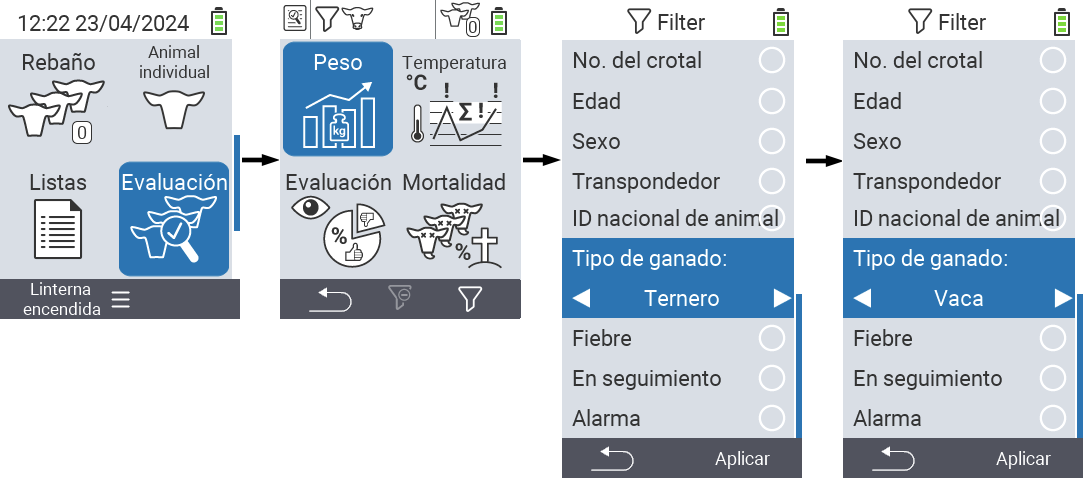 12:22 23/04/2024
Rebaño
0
Animal
individual
Listas
Evaluación
Linterna
encendida
0
Peso
kg
Temperatura
°C
! !
Σ!
Evaluación
%
Mortalidad
%
Filter
No. del crotal
Edad
Sexo
Transpondedor
ID nacional de animal
Tipo de ganado:
Ternero
Fiebre
En seguimiento
Alarma
Aplicar
Filter
No. del crotal
Edad
Sexo
Transpondedor
ID nacional de animal
Tipo de ganado:
Vaca
Fiebre
En seguimiento
Alarma
Aplicar